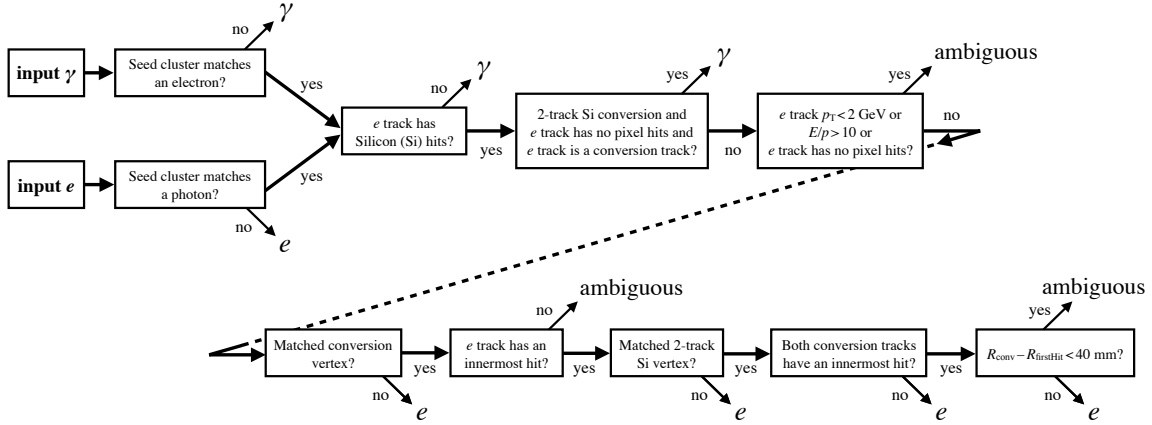 input γ
Seed cluster matches
an electron?
no
γ
yes
input e
Seed cluster matches
a photon?
yes
no
e
e track has
Silicon (Si) hits?
no
γ
yes
2-track Si conversion and
e track has no pixel hits and
e track is a conversion track?
yes
γ
no
e track pT < 2 GeV or
E/p > 10 or
e track has no pixel hits?
yes
ambiguous
no
Matched conversion
vertex?
yes
no
e
e track has an
innermost hit?
no
ambiguous
yes
Matched 2-track
Si vertex?
yes
no
e
Both conversion tracks
have an innermost hit?
yes
no
e
Rconv − RfirstHit < 40 mm?
yes
ambiguous
no
e